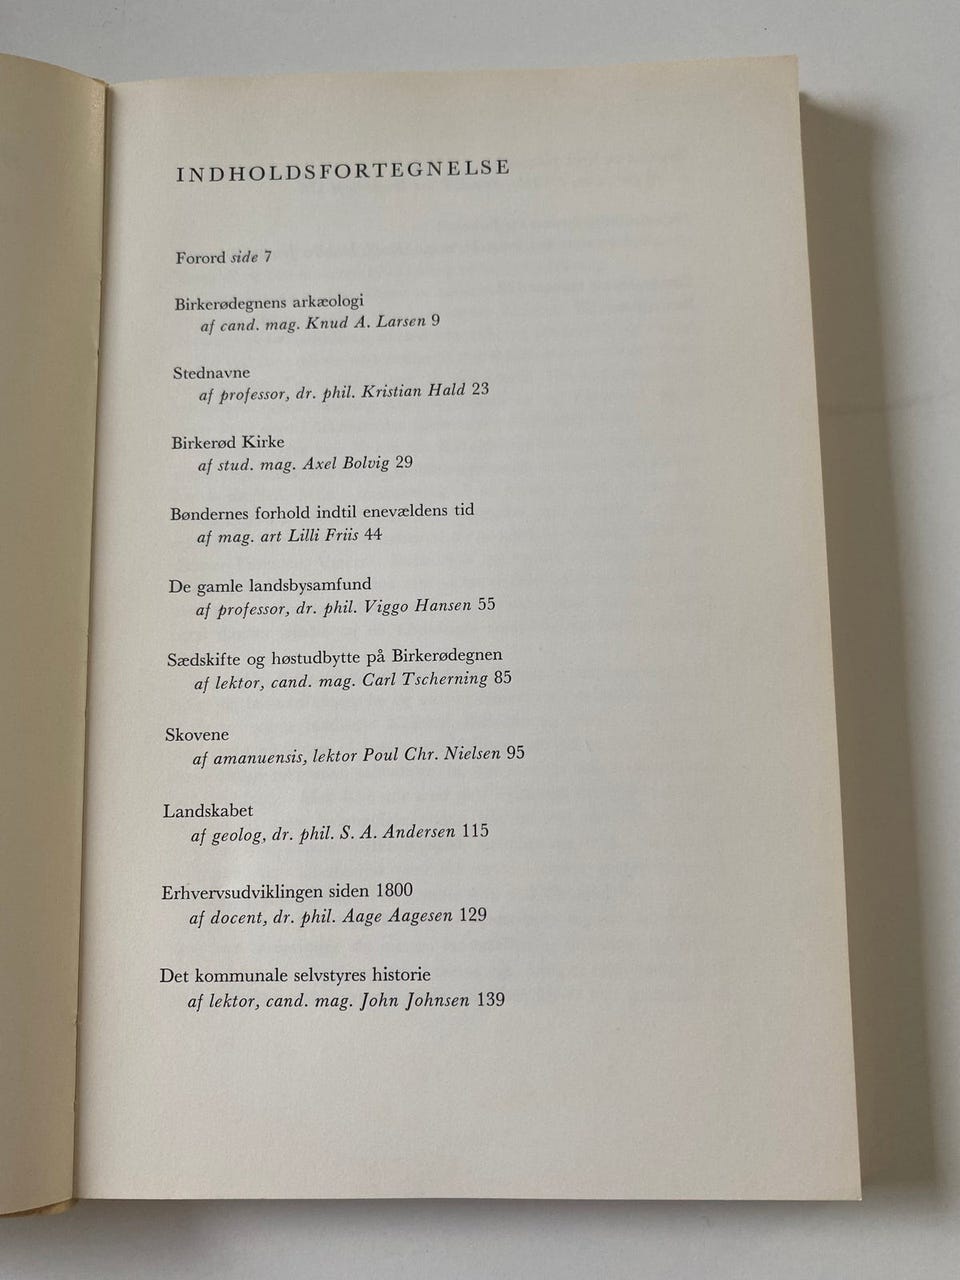 INDHOLDSFORTEGNELSE
Forord side 7
Birkerødegnens arkæologi
af cand. mag. Knud A. Larsen 9
Stednavne
af professor, dr. phil. Kristian Hald 23
Birkerød Kirke
af stud. mag. Axel Bolvig 29
Bøndernes forhold indtil enevældens tid
af mag. art Lilli Friis 44
De gamle landsbysamfund
af professor, dr. phil. Viggo Hansen 55
Sædskifte og høstudbytte på Birkerødegnen
af lektor, cand. mag. Carl Tscherning 85
Skovene
af amanuensis, lektor Poul Chr. Nielsen 95
Landskabet
af geolog, dr. phil. S. A. Andersen 115
Erhvervsudviklingen siden 1800
af docent, dr. phil. Aage Aagesen 129
Det kommunale selvstyres historie
af lektor, cand. mag. John Johnsen 139